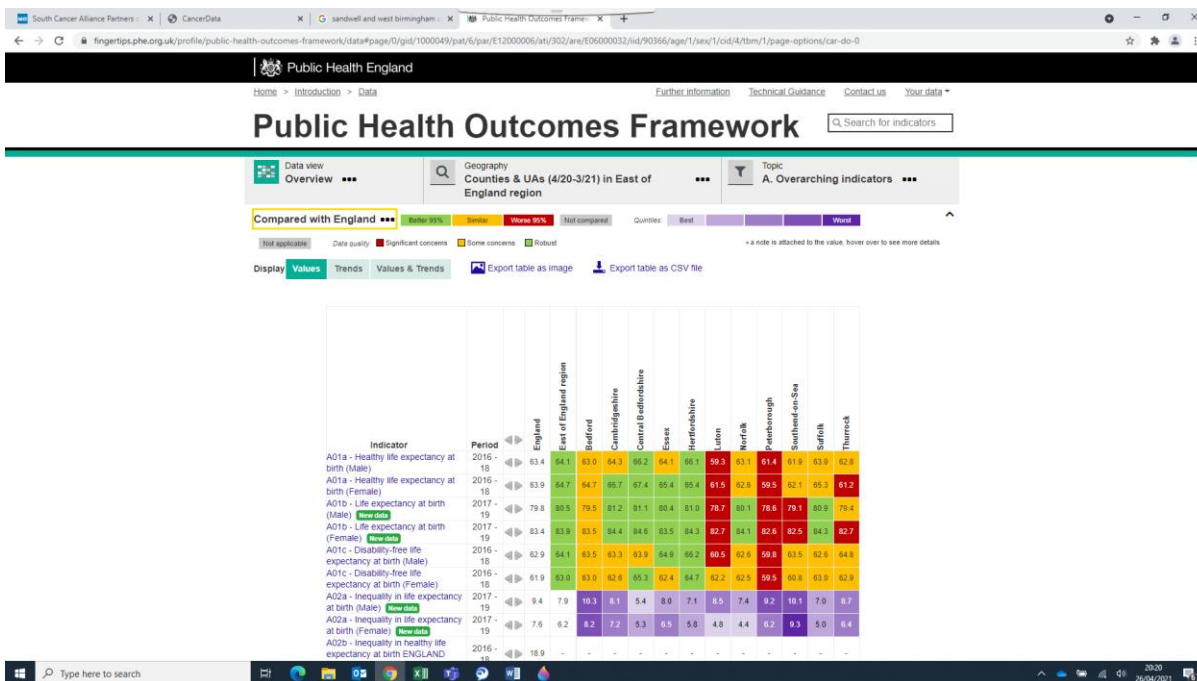 South Cancer Alliance Partners
CancerData
sandwell and west birmingham
Public Health Outcomes Frame
fingertips.phe.org.uk/profile/public-health-outcomes-framework/data#page/0/gid/1000049/pat/6/par/E12000006/ati/302/are/E06000032/iid/90366/age/1/sex/1/cid/4/tbm/1/page-options/car-do-0
Public Health England
Home > Introduction > Data Further information Technical Guidance Contact us Your data
Public Health Outcomes Framework Search for indicators
Data view Geography Topic
Overview Counties & UAs (4/20-3/21) in East of England region A. Overarching indicators
Compared with England Better 95% Similar Worse 95% Not compared Quintiles: Best Worst
Not applicable Data quality: Significant concerns Some concerns Robust * a note is attached to the value, hover over to see more details
Display Values Trends Values & Trends Export table as image Export table as CSV file
Indicator Period England East of England region Bedford Cambridgeshire Central Bedfordshire Essex Hertfordshire Luton Norfolk Peterborough Southend-on-Sea Suffolk Thurrock
A01a - Healthy life expectancy at birth (Male) 2016 - 18 63.4 64.1 63.0 64.3 66.2 64.1 66.1 59.3 63.1 61.4 61.9 63.9 62.8
A01a - Healthy life expectancy at birth (Female) 2016 - 18 63.9 64.7 64.7 66.7 67.4 65.4 65.4 61.5 62.6 59.5 62.1 65.3 61.2
A01b - Life expectancy at birth (Male) New data 2017 - 19 79.8 80.5 79.5 81.2 81.1 80.4 81.0 78.7 80.1 78.6 79.1 80.9 79.4
A01b - Life expectancy at birth (Female) New data 2017 - 19 83.4 83.9 83.5 84.4 84.6 83.5 84.3 82.7 84.1 82.6 82.5 84.3 82.7
A01c - Disability-free life expectancy at birth (Male) 2016 - 18 62.9 64.1 63.5 63.3 63.9 64.9 66.2 60.5 62.6 59.8 63.5 62.6 64.8
A01c - Disability-free life expectancy at birth (Female) 2016 - 18 61.9 63.0 63.0 62.6 65.3 62.4 64.7 62.2 62.5 59.5 60.8 63.9 62.9
A02a - Inequality in life expectancy at birth (Male) New data 2017 - 19 9.4 7.9 10.3 8.1 5.4 8.0 7.1 8.5 7.4 9.2 10.1 7.0 8.7
A02a - Inequality in life expectancy at birth (Female) New data 2017 - 19 7.6 6.2 8.2 7.2 5.3 6.5 5.8 4.8 4.4 6.2 9.3 5.0 6.4
A02b - Inequality in healthy life expectancy at birth ENGLAND 2016 - 18 18.9 - - - - - - - - - - - -
Type here to search
20:20
26/04/2021